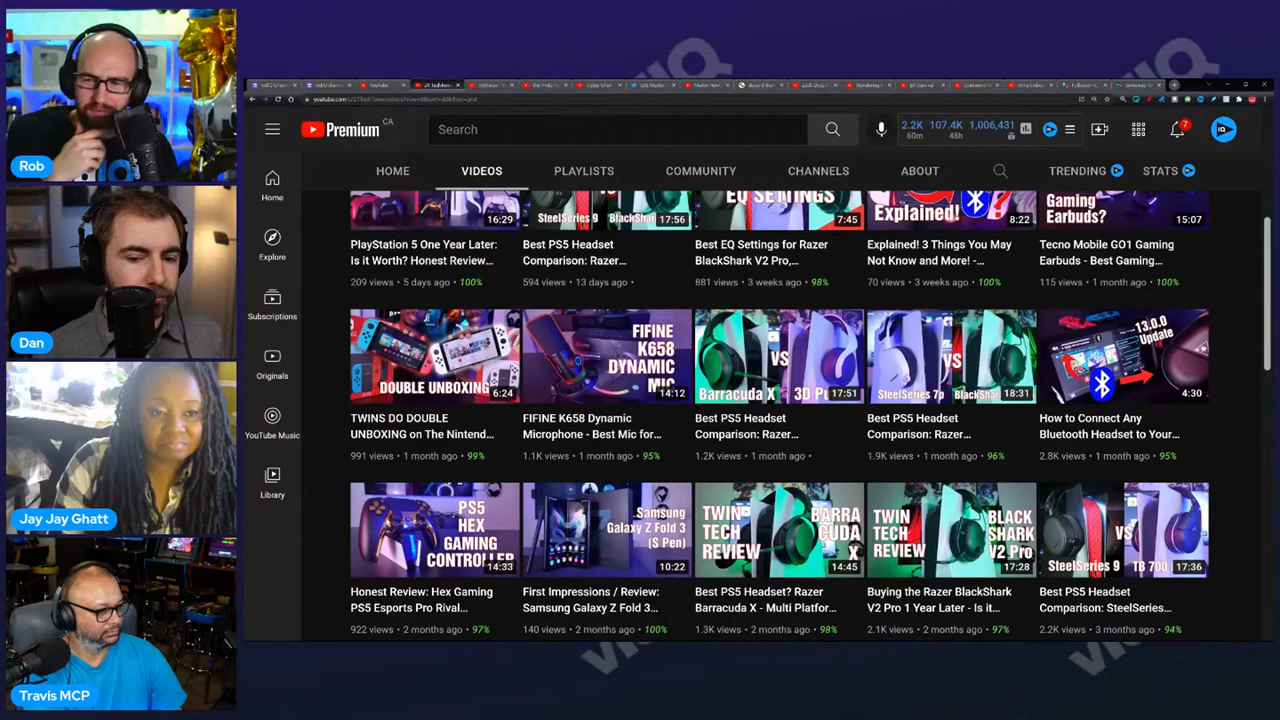 Rob
Dan
Jay Jay Ghatt
Travis MCP
vidIQ
YouTube
Premium
CA
Search
2.2K 107.4K 1,006,431
60m 48h
7
HOME VIDEOS PLAYLISTS COMMUNITY CHANNELS ABOUT TRENDING STATS
Home
Explore
Subscriptions
Originals
YouTube Music
Library
16:29
SteelSeries 9
BlackShar
17:56
EQ SETTINGS
7:45
Explained!
8:22
Gaming
Earbuds?
15:07
PlayStation 5 One Year Later:
Is it Worth? Honest Review...
209 views • 5 days ago • 100%
Best PS5 Headset
Comparison: Razer...
594 views • 13 days ago •
Best EQ Settings for Razer
BlackShark V2 Pro,...
881 views • 3 weeks ago • 98%
Explained! 3 Things You May
Not Know and More! -...
70 views • 3 weeks ago • 100%
Tecno Mobile GO1 Gaming
Earbuds - Best Gaming...
115 views • 1 month ago • 100%
DOUBLE UNBOXING
6:24
FIFINE
K658
DYNAMIC
MIC
14:12
Barracuda X
VS
3D Pu
17:51
SteelSeries 7p
VS
BlackShar
18:31
13.0.0
Update
4:30
TWINS DO DOUBLE
UNBOXING on The Nintend...
991 views • 1 month ago • 99%
FIFINE K658 Dynamic
Microphone - Best Mic for...
1.1K views • 1 month ago • 95%
Best PS5 Headset
Comparison: Razer...
1.2K views • 1 month ago •
Best PS5 Headset
Comparison: Razer...
1.9K views • 1 month ago • 96%
How to Connect Any
Bluetooth Headset to Your...
2.8K views • 1 month ago • 95%
PS5
HEX
GAMING
CONTROLLER
14:33
Samsung
Galaxy Z Fold 3
(S Pen)
10:22
TWIN
TECH
REVIEW
BARRA
CUDA
X
14:45
TWIN
TECH
REVIEW
BLACK
SHARK
V2 Pro
17:28
SteelSeries 9
VS
TB 700
17:36
Honest Review: Hex Gaming
PS5 Esports Pro Rival...
922 views • 2 months ago • 97%
First Impressions / Review:
Samsung Galaxy Z Fold 3...
140 views • 2 months ago • 100%
Best PS5 Headset? Razer
Barracuda X - Multi Platfor...
1.3K views • 2 months ago • 98%
Buying the Razer BlackShark
V2 Pro 1 Year Later - Is it...
2.1K views • 2 months ago • 97%
Best PS5 Headset
Comparison: SteelSeries...
2.2K views • 3 months ago • 94%